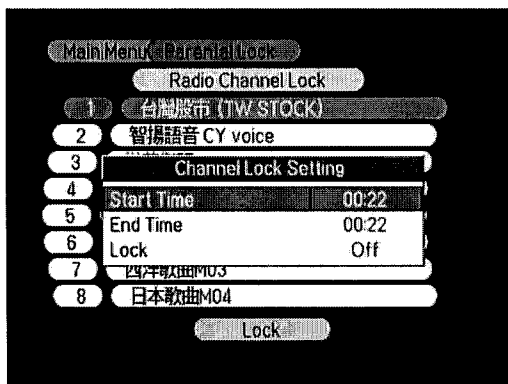 Main Menu Parental Lock
Radio Channel Lock
1 台灣股市 (TW STOCK)
2 智揚語音 CY voice
3
Channel Lock Setting
4
Start Time 00:22
5
End Time 00:22
6
Lock Off
7 西洋歌曲M03
8 日本歌曲M04
Lock